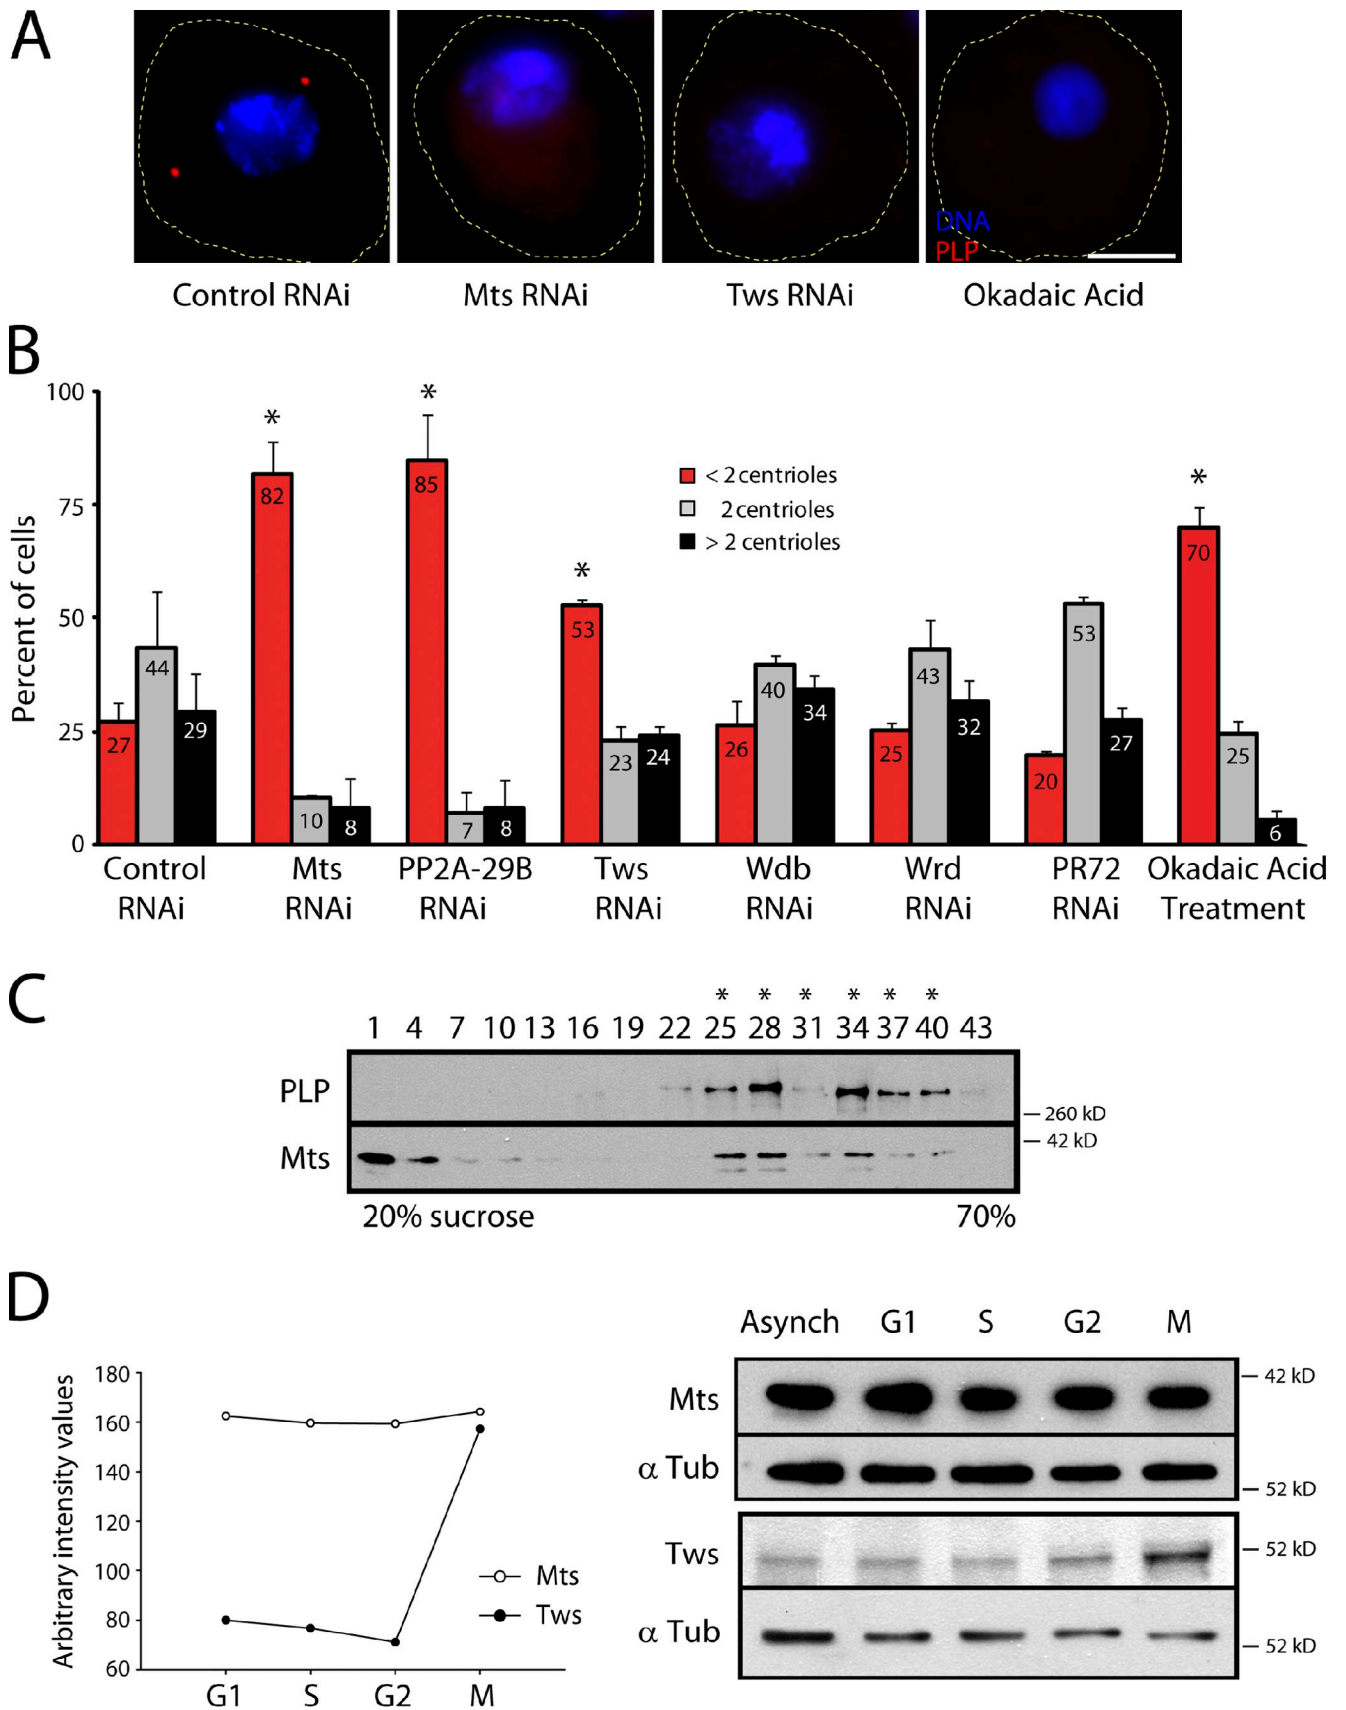 A
DNA
PLP
Control RNAi Mts RNAi Tws RNAi Okadaic Acid
B
Percent of cells
100
75
50
25
0
* * * *
< 2 centrioles
2 centrioles
> 2 centrioles
27 44 29
82 10 8
85 7 8
53 23 24
26 40 34
25 43 32
20 53 27
70 25 6
Control Mts PP2A-29B Tws Wdb Wrd PR72 Okadaic Acid
RNAi RNAi RNAi RNAi RNAi RNAi RNAi Treatment
C
* * * * * *
1 4 7 10 13 16 19 22 25 28 31 34 37 40 43
PLP
260 kD
42 kD
Mts
20% sucrose 70%
D
Arbitrary intensity values
180
160
140
120
100
80
60
Mts
Tws
G1 S G2 M
Asynch G1 S G2 M
Mts 42 kD
α Tub 52 kD
Tws 52 kD
α Tub 52 kD